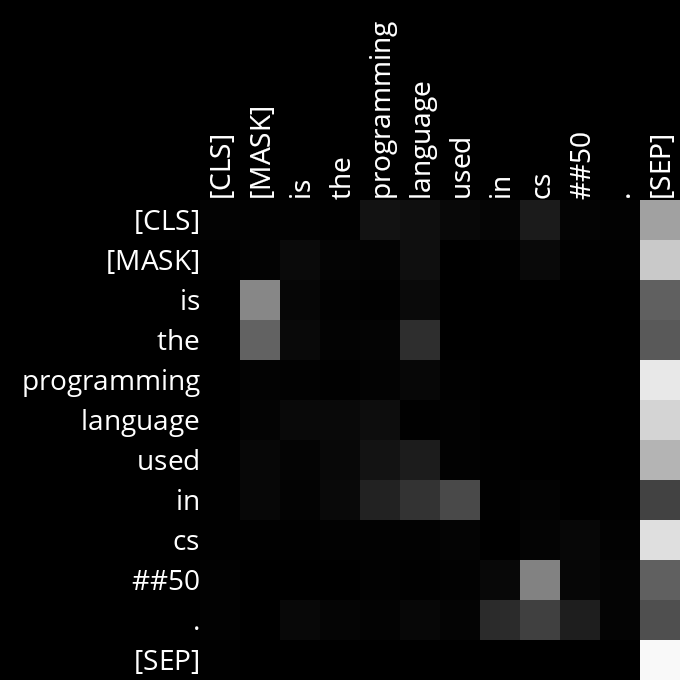 [CLS]
[MASK]
is
the
programming
language
used
in
cs
##50
.
[SEP]
[CLS]
[MASK]
is
the
programming
language
used
in
cs
##50
.
[SEP]